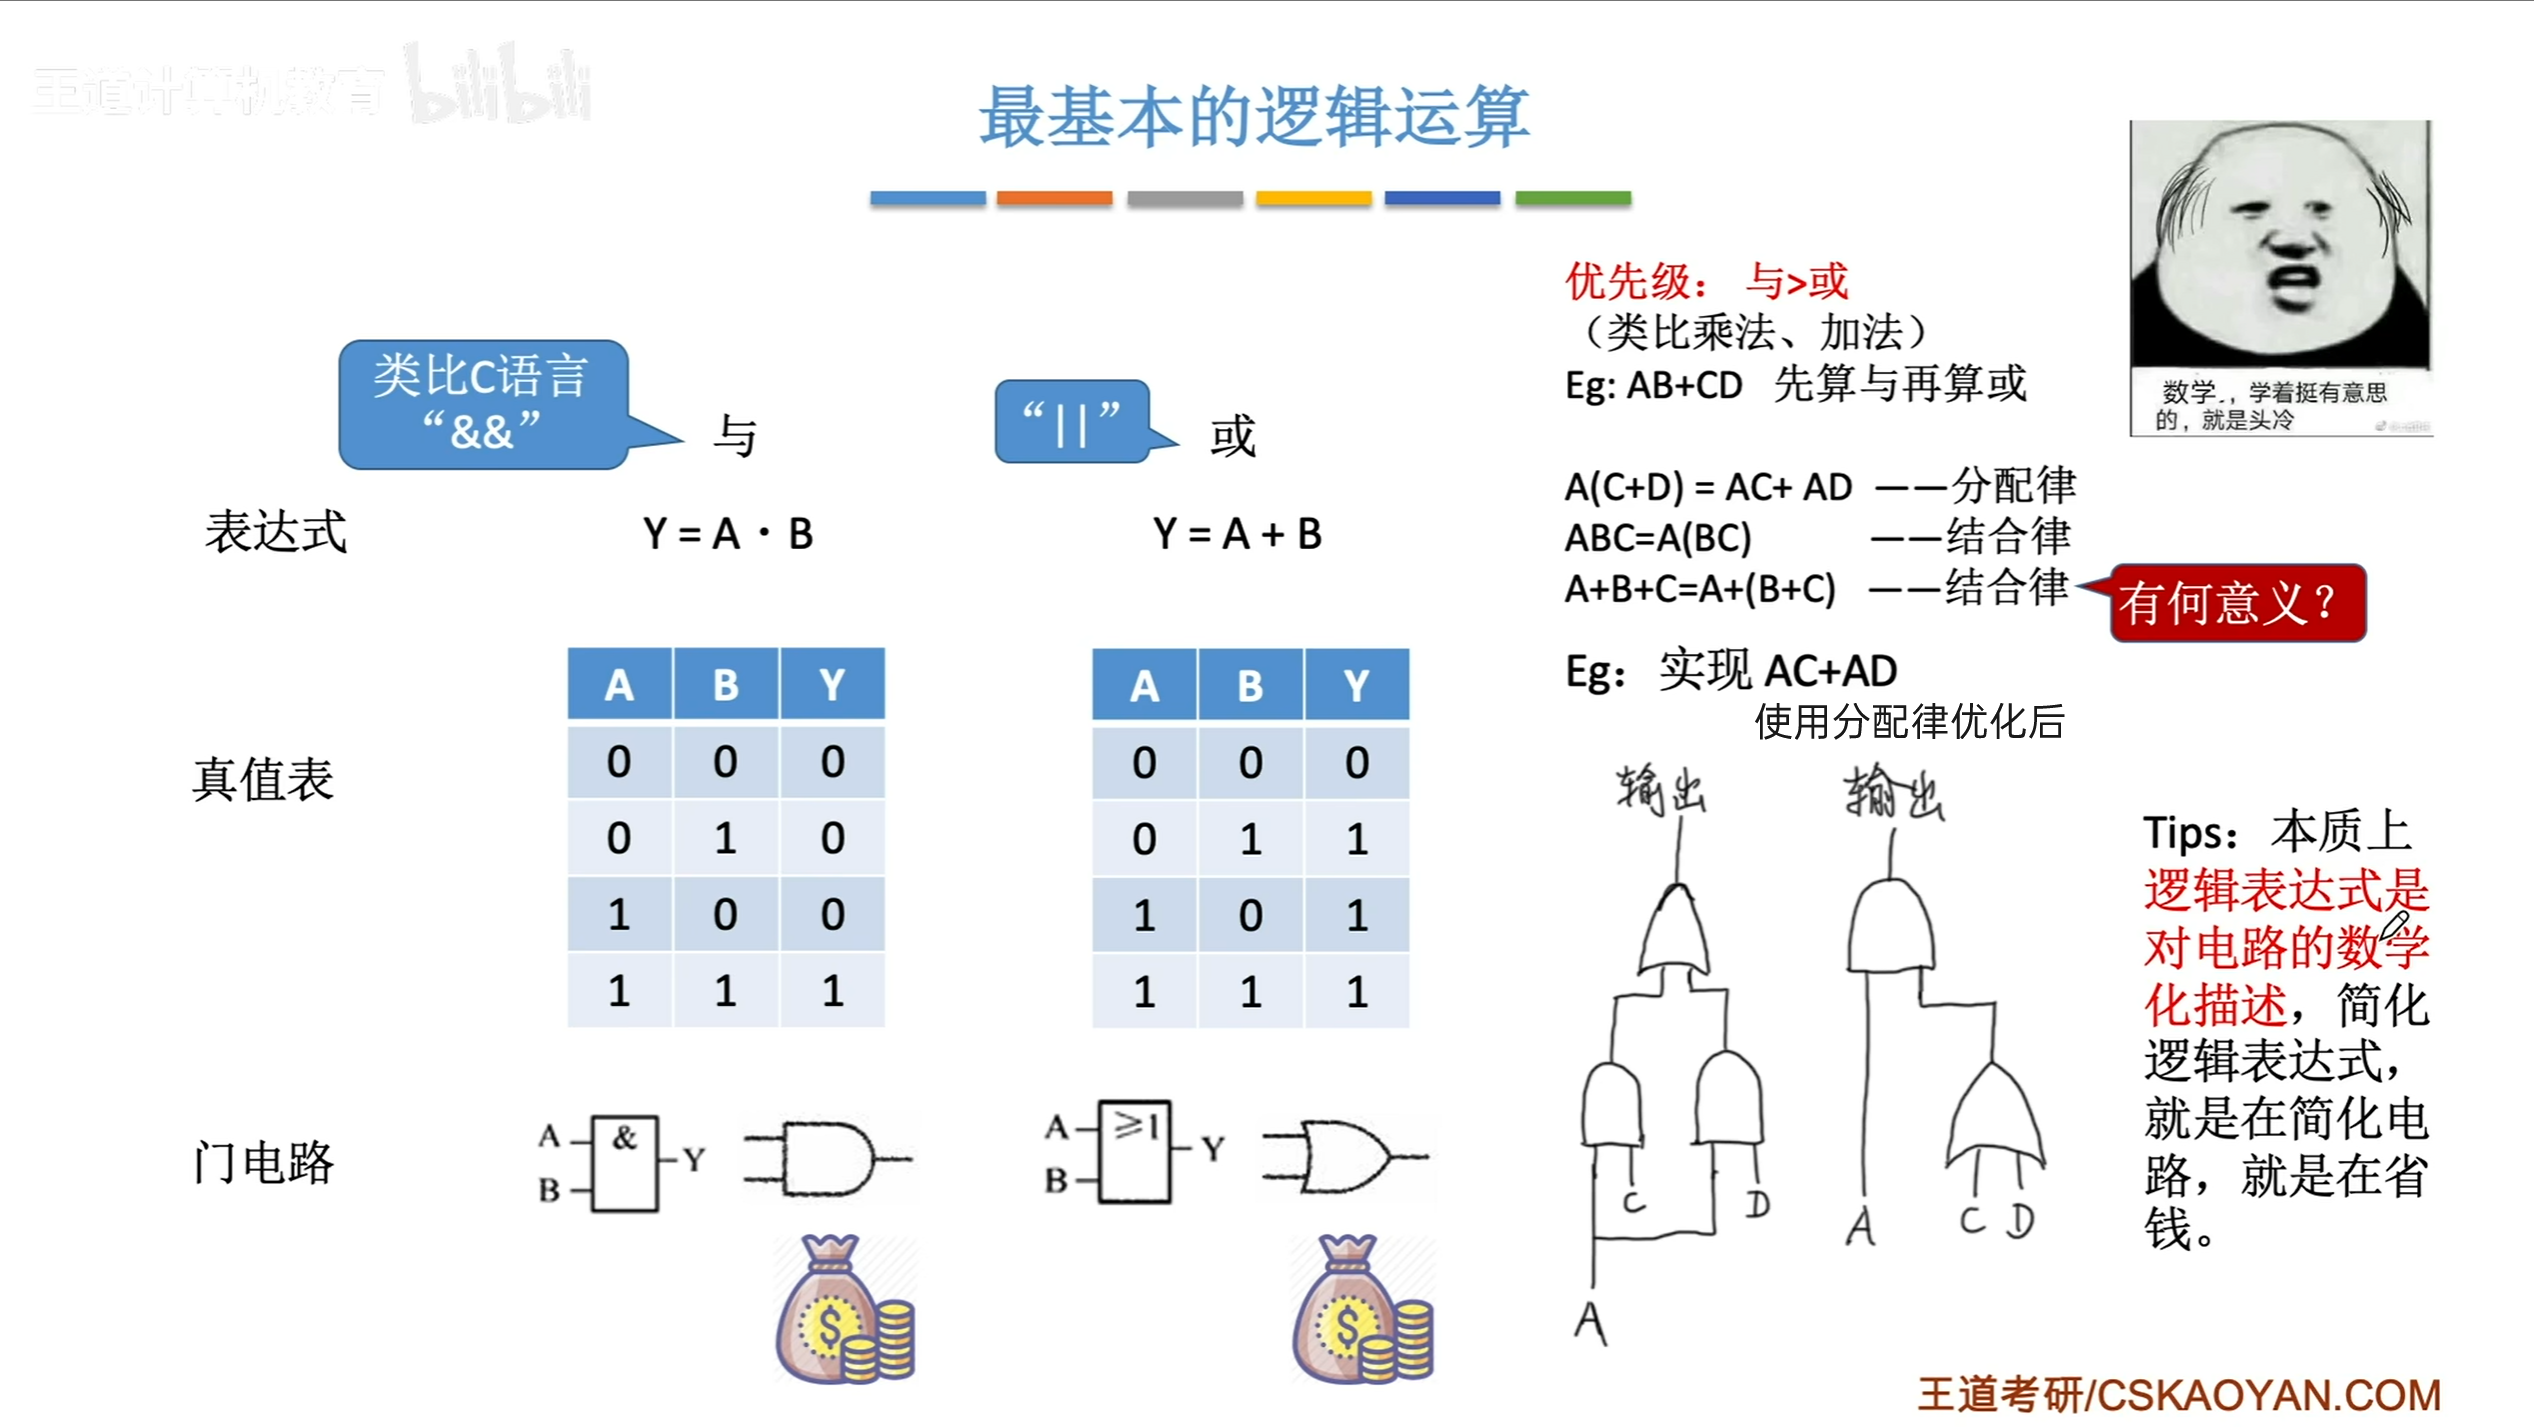 王道计算机教育 bilibili
最基本的逻辑运算
数学.，学着挺有意思
的，就是头冷
类比C语言
“&&”
与
“||”
或
表达式
Y = A · B
Y = A + B
真值表
A B Y
0 0 0
0 1 0
1 0 0
1 1 1
A B Y
0 0 0
0 1 1
1 0 1
1 1 1
门电路
A
B
&
Y
A
B
≥1
Y
$
$
优先级： 与>或
（类比乘法、加法）
Eg: AB+CD 先算与再算或
A(C+D) = AC+ AD ——分配律
ABC=A(BC) ——结合律
A+B+C=A+(B+C) ——结合律
有何意义？
Eg：实现 AC+AD
使用分配律优化后
输出
C
D
A
输出
A
C D
Tips：本质上
逻辑表达式是
对电路的数学
化描述，简化
逻辑表达式，
就是在简化电
路，就是在省
钱。
王道考研/CSKAOYAN.COM